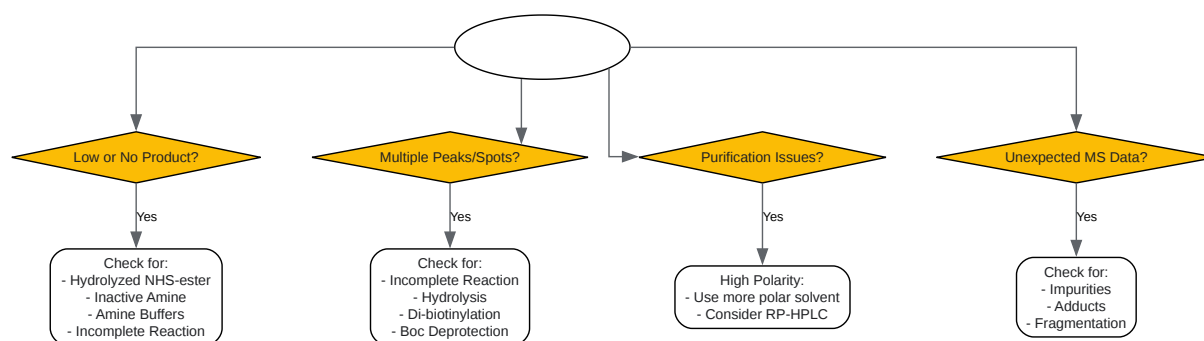 Low or No Product?
Multiple Peaks/Spots?
Purification Issues?
Unexpected MS Data?
Yes
Yes
Yes
Yes
Check for:
- Hydrolyzed NHS-ester
- Inactive Amine
- Amine Buffers
- Incomplete Reaction
Check for:
- Incomplete Reaction
- Hydrolysis
- Di-biotinylation
- Boc Deprotection
High Polarity:
- Use more polar solvent
- Consider RP-HPLC
Check for:
- Impurities
- Adducts
- Fragmentation